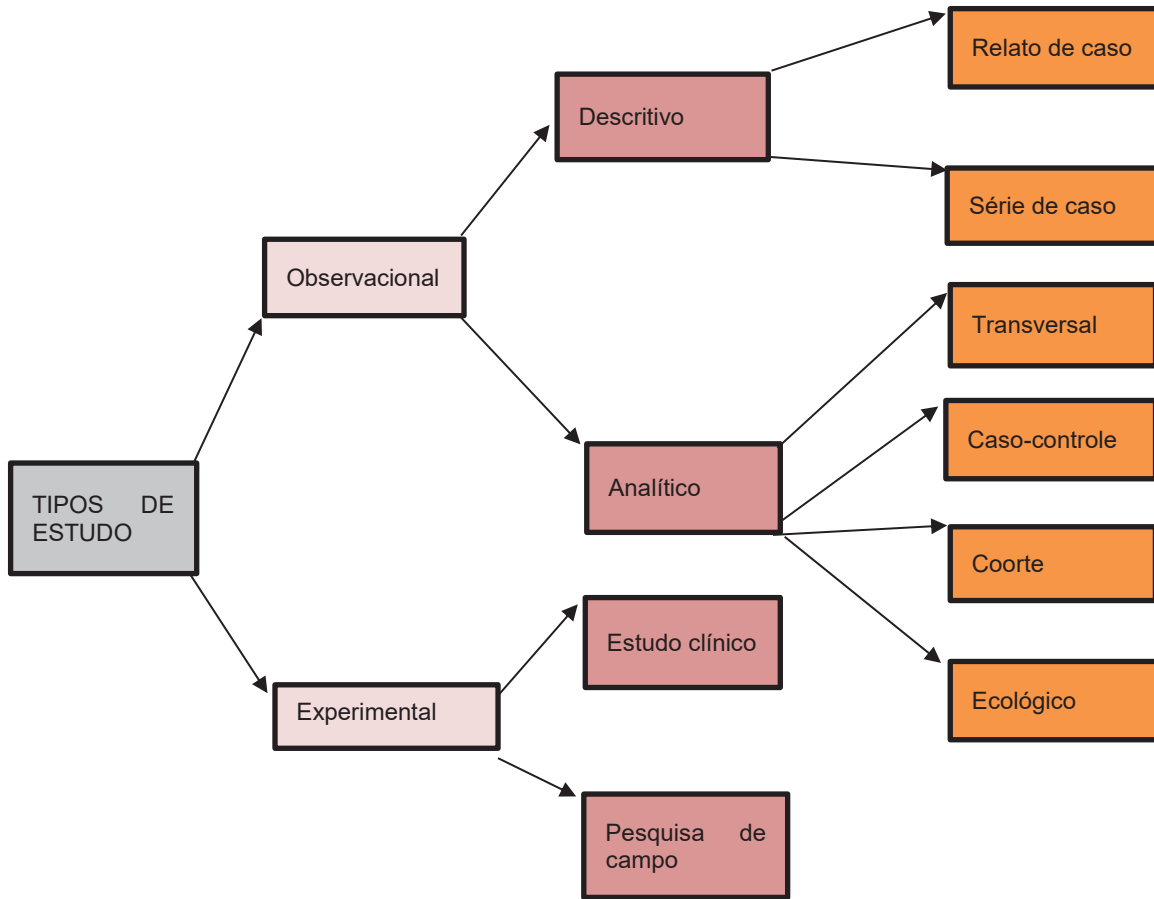 Relato de caso
Descritivo
Série de caso
Observacional
Transversal
Caso-controle
Analítico
TIPOS DE
ESTUDO
Coorte
Estudo clínico
Ecológico
Experimental
Pesquisa de
campo